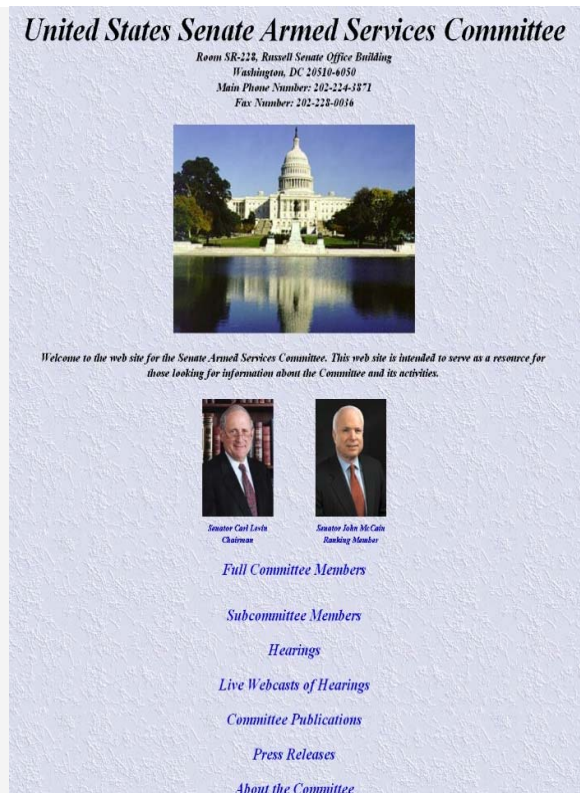 United States Senate Armed Services Committee
Room SR-228, Russell Senate Office Building
Washington, DC 20510-6050
Main Phone Number: 202-224-3871
Fax Number: 202-228-0036
Welcome to the web site for the Senate Armed Services Committee. This web site is intended to serve as a resource for
those looking for information about the Committee and its activities.
Senator Carl Levin
Chairman
Senator John McCain
Ranking Member
Full Committee Members
Subcommittee Members
Hearings
Live Webcasts of Hearings
Committee Publications
Press Releases
About the Committee